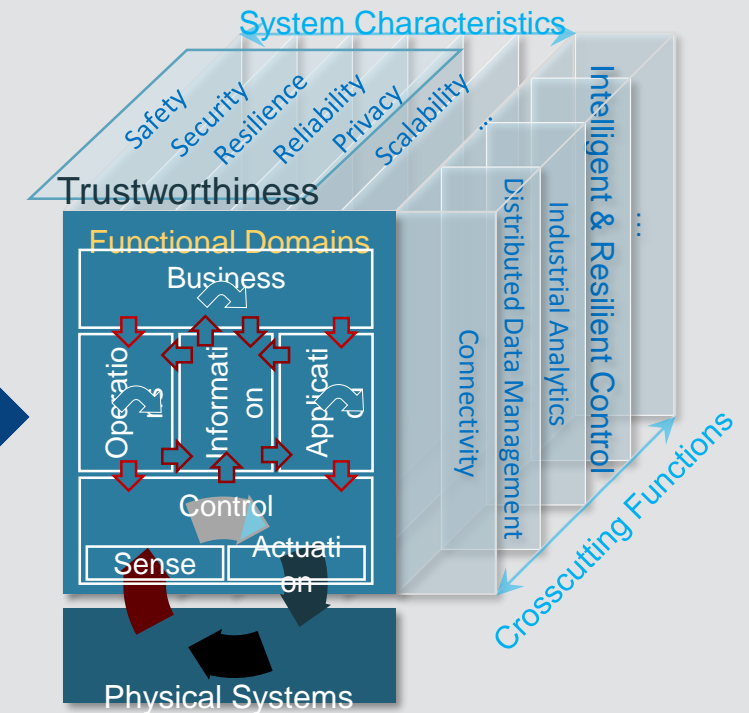 System Characteristics
Safety
Security
Resilience
Reliability
Privacy
Scalability
...
Trustworthiness
Functional Domains
Business
Operatio
ns
Informati
on
Applicati
Control
Sense
Actuati
on
Physical Systems
Connectivity
Distributed Data Management
Industrial Analytics
Intelligent & Resilient Control
...
Crosscutting Functions